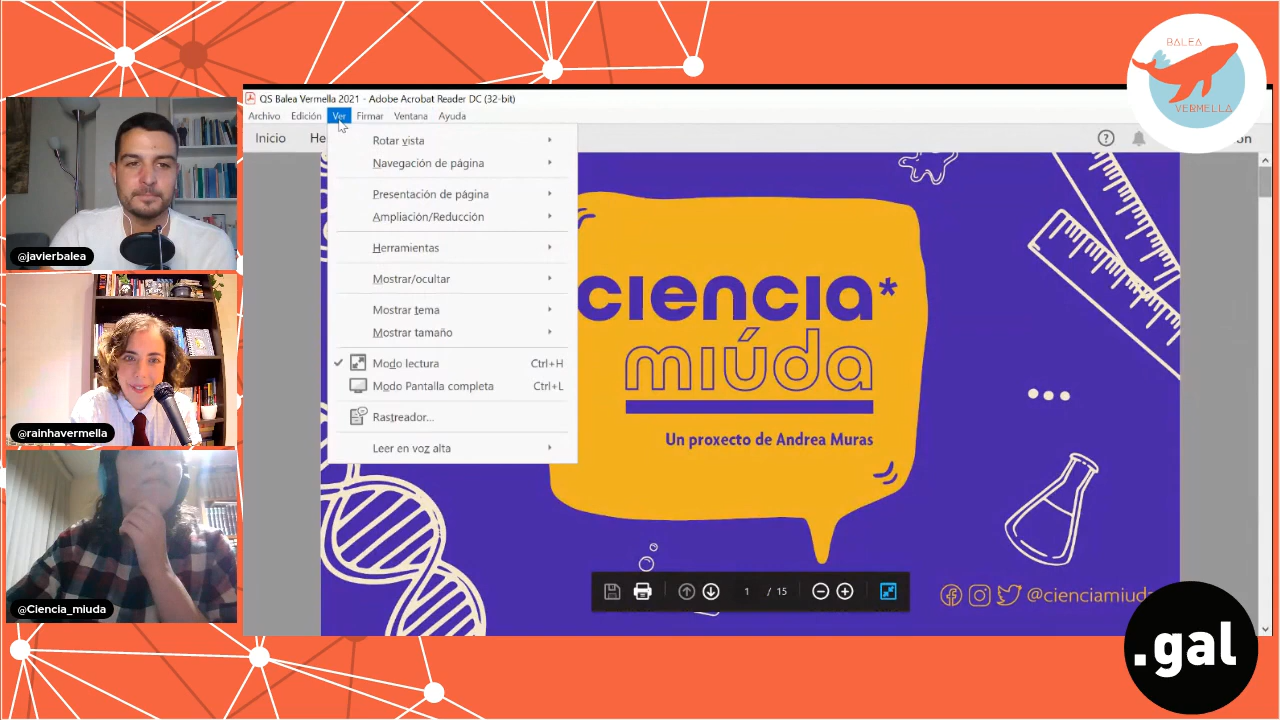 BALEA
VERMELLA
QS Balea Vermella 2021 - Adobe Acrobat Reader DC (32-bit)
Archivo Edición Ver Firmar Ventana Ayuda
Inicio He
Rotar vista
Navegación de página
Presentación de página
Ampliación/Reducción
Herramientas
Mostrar/ocultar
Mostrar tema
Mostrar tamaño
Modo lectura Ctrl+H
Modo Pantalla completa Ctrl+L
Rastreador...
Leer en voz alta
ciencia*
miúda
Un proxecto de Andrea Muras
1 / 15
@cienciamiuda
@javierbalea
@rainhavermella
@Ciencia_miuda
.gal